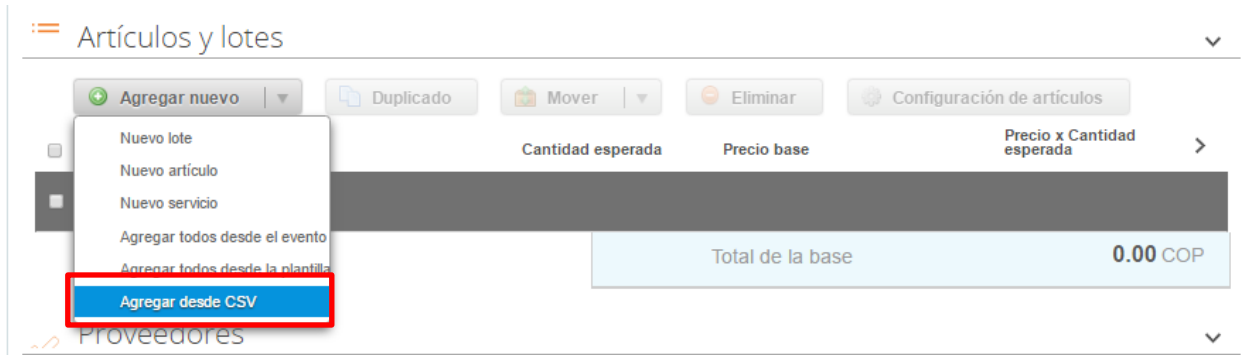 Artículos y lotes
Agregar nuevo Duplicado Mover Eliminar Configuración de artículos
Nuevo lote
Cantidad esperada Precio base Precio x Cantidad
esperada
Nuevo artículo
Nuevo servicio
Agregar todos desde el evento
Total de la base 0.00 COP
Agregar todos desde la plantilla
Agregar desde CSV
Proveedores